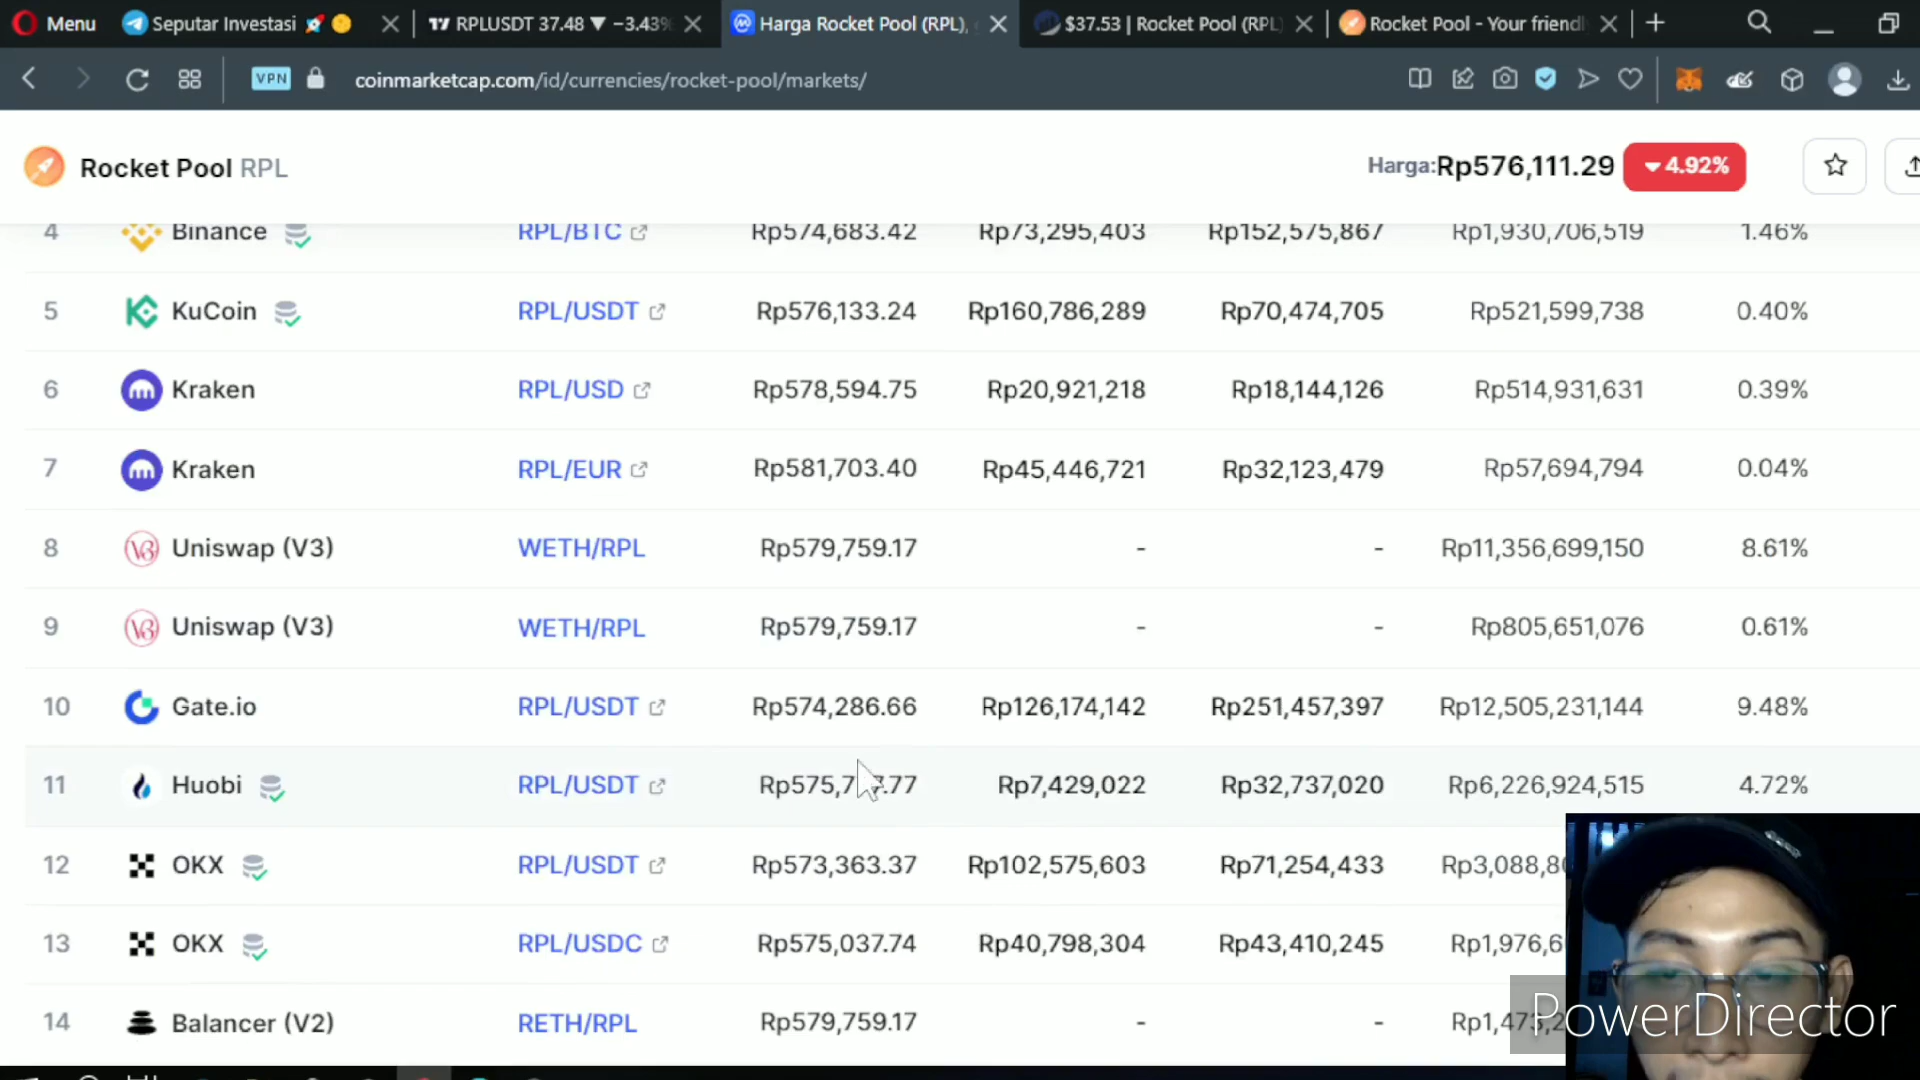 Menu Seputar Investasi RPLUSDT 37.48 ▼ −3.43% Harga Rocket Pool (RPL), $37.53 | Rocket Pool (RPL) Rocket Pool - Your friendl
VPN coinmarketcap.com/id/currencies/rocket-pool/markets/
Rocket Pool RPL Harga:Rp576,111.29 4.92%
4 Binance RPL/BTC Rp574,683.42 Rp73,295,403 Rp152,575,867 Rp1,930,706,519 1.46%
5 KuCoin RPL/USDT Rp576,133.24 Rp160,786,289 Rp70,474,705 Rp521,599,738 0.40%
6 Kraken RPL/USD Rp578,594.75 Rp20,921,218 Rp18,144,126 Rp514,931,631 0.39%
7 Kraken RPL/EUR Rp581,703.40 Rp45,446,721 Rp32,123,479 Rp57,694,794 0.04%
8 Uniswap (V3) WETH/RPL Rp579,759.17 - - Rp11,356,699,150 8.61%
9 Uniswap (V3) WETH/RPL Rp579,759.17 - - Rp805,651,076 0.61%
10 Gate.io RPL/USDT Rp574,286.66 Rp126,174,142 Rp251,457,397 Rp12,505,231,144 9.48%
11 Huobi RPL/USDT Rp7,429,022 Rp32,737,020 Rp6,226,924,515 4.72%
12 OKX RPL/USDT Rp573,363.37 Rp102,575,603 Rp71,254,433 Rp3,088,8
13 OKX RPL/USDC Rp575,037.74 Rp40,798,304 Rp43,410,245 Rp1,976,6
14 Balancer (V2) RETH/RPL Rp579,759.17 - -
PowerDirector